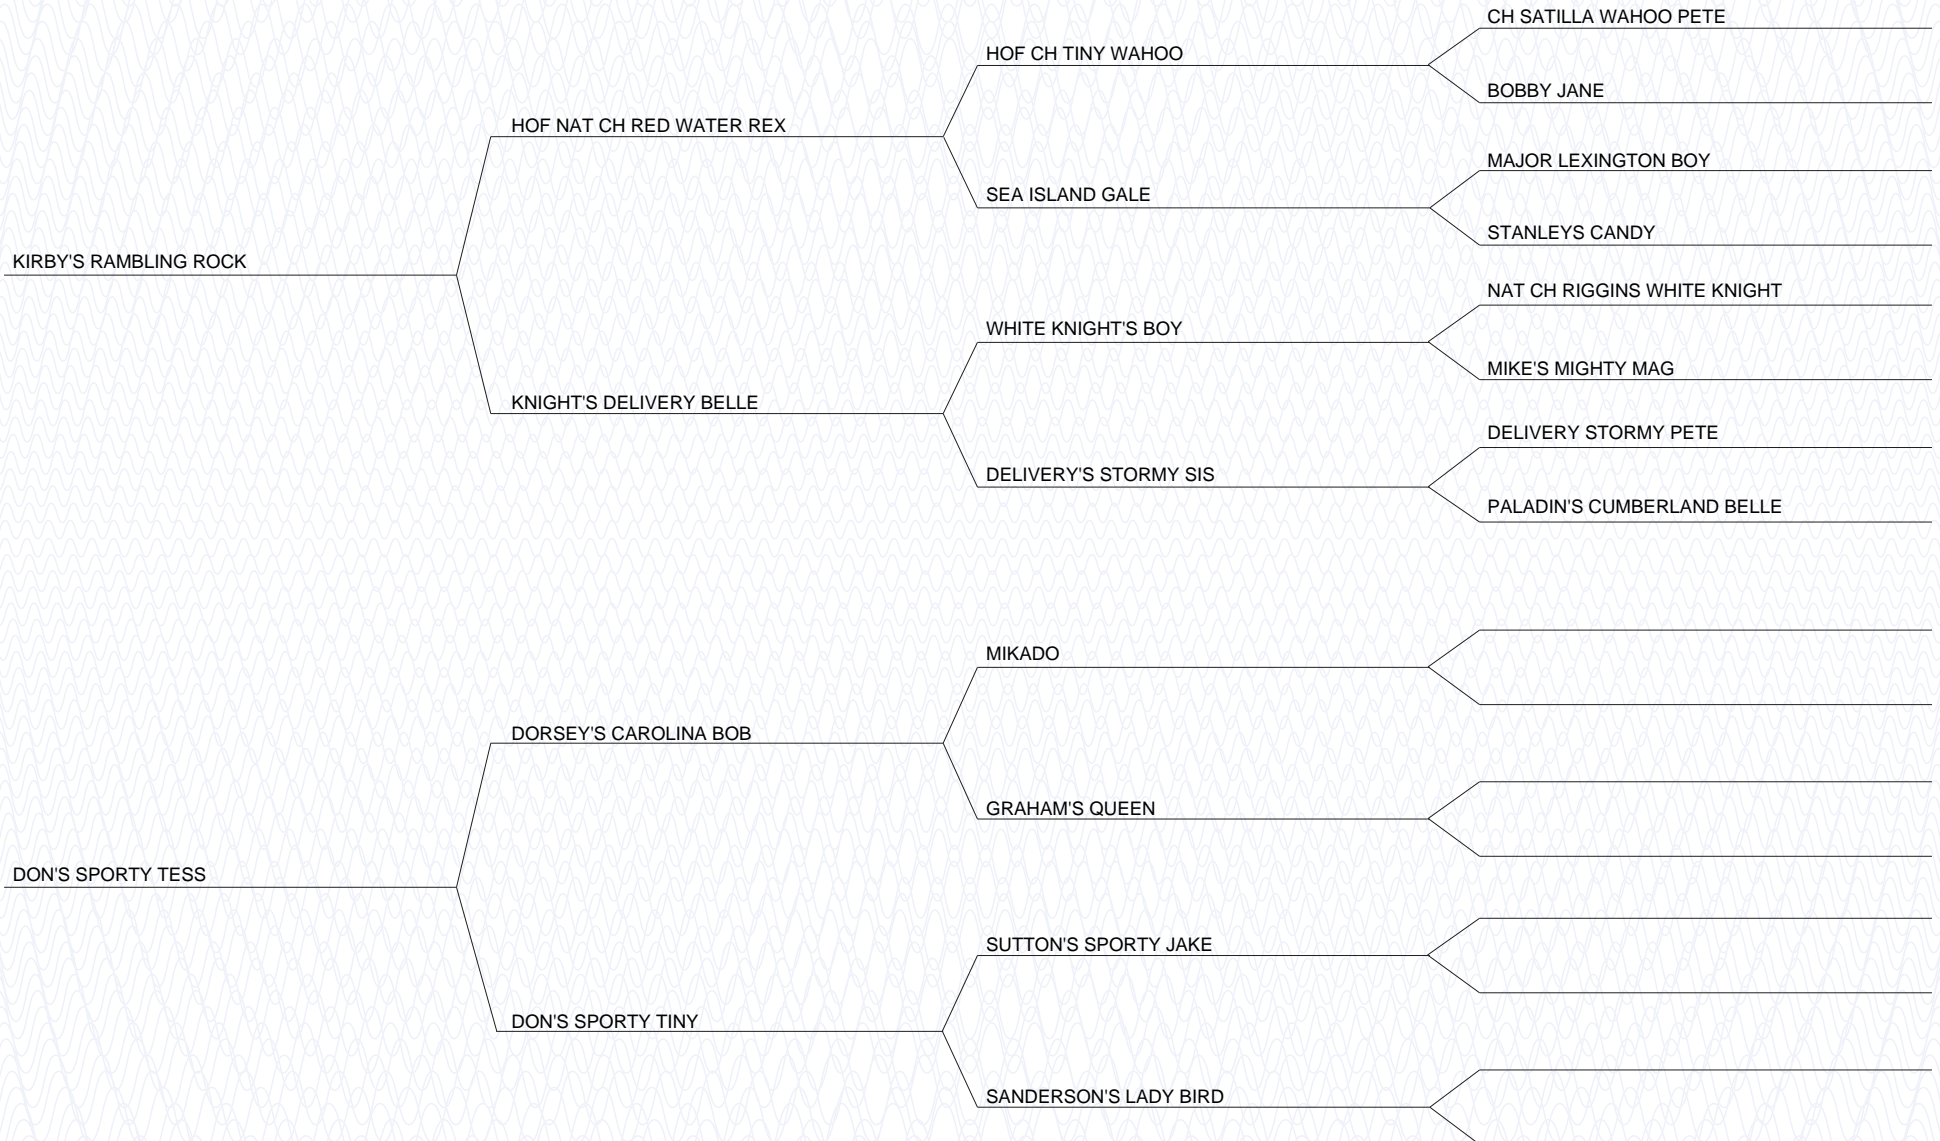 CH SATILLA WAHOO PETE
HOF CH TINY WAHOO
BOBBY JANE
HOF NAT CH RED WATER REX
MAJOR LEXINGTON BOY
SEA ISLAND GALE
STANLEYS CANDY
KIRBY'S RAMBLING ROCK
NAT CH RIGGINS WHITE KNIGHT
WHITE KNIGHT'S BOY
MIKE'S MIGHTY MAG
KNIGHT'S DELIVERY BELLE
DELIVERY STORMY PETE
DELIVERY'S STORMY SIS
PALADIN'S CUMBERLAND BELLE
MIKADO
DORSEY'S CAROLINA BOB
GRAHAM'S QUEEN
DON'S SPORTY TESS
SUTTON'S SPORTY JAKE
DON'S SPORTY TINY
SANDERSON'S LADY BIRD